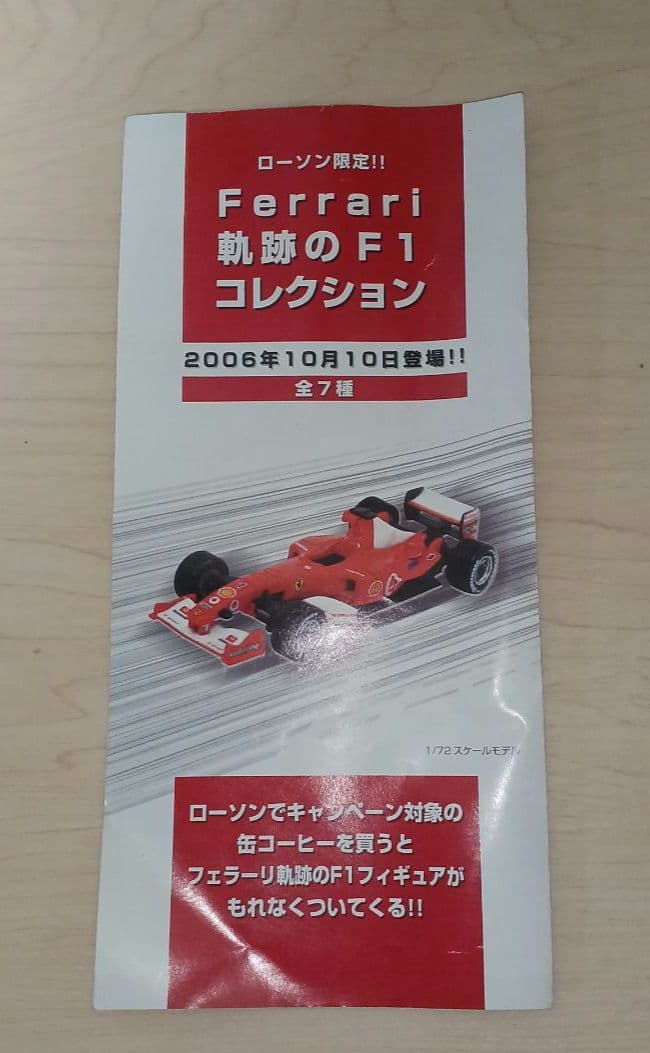 ローソン限定!!
Ferrari
軌跡のF1
コレクション
2006年10月10日登場!!
全7種
1/72スケールモデル
ローソンでキャンペーン対象の
缶コーヒーを買うと
フェラーリ軌跡のF1フィギュアが
もれなくついてくる!!